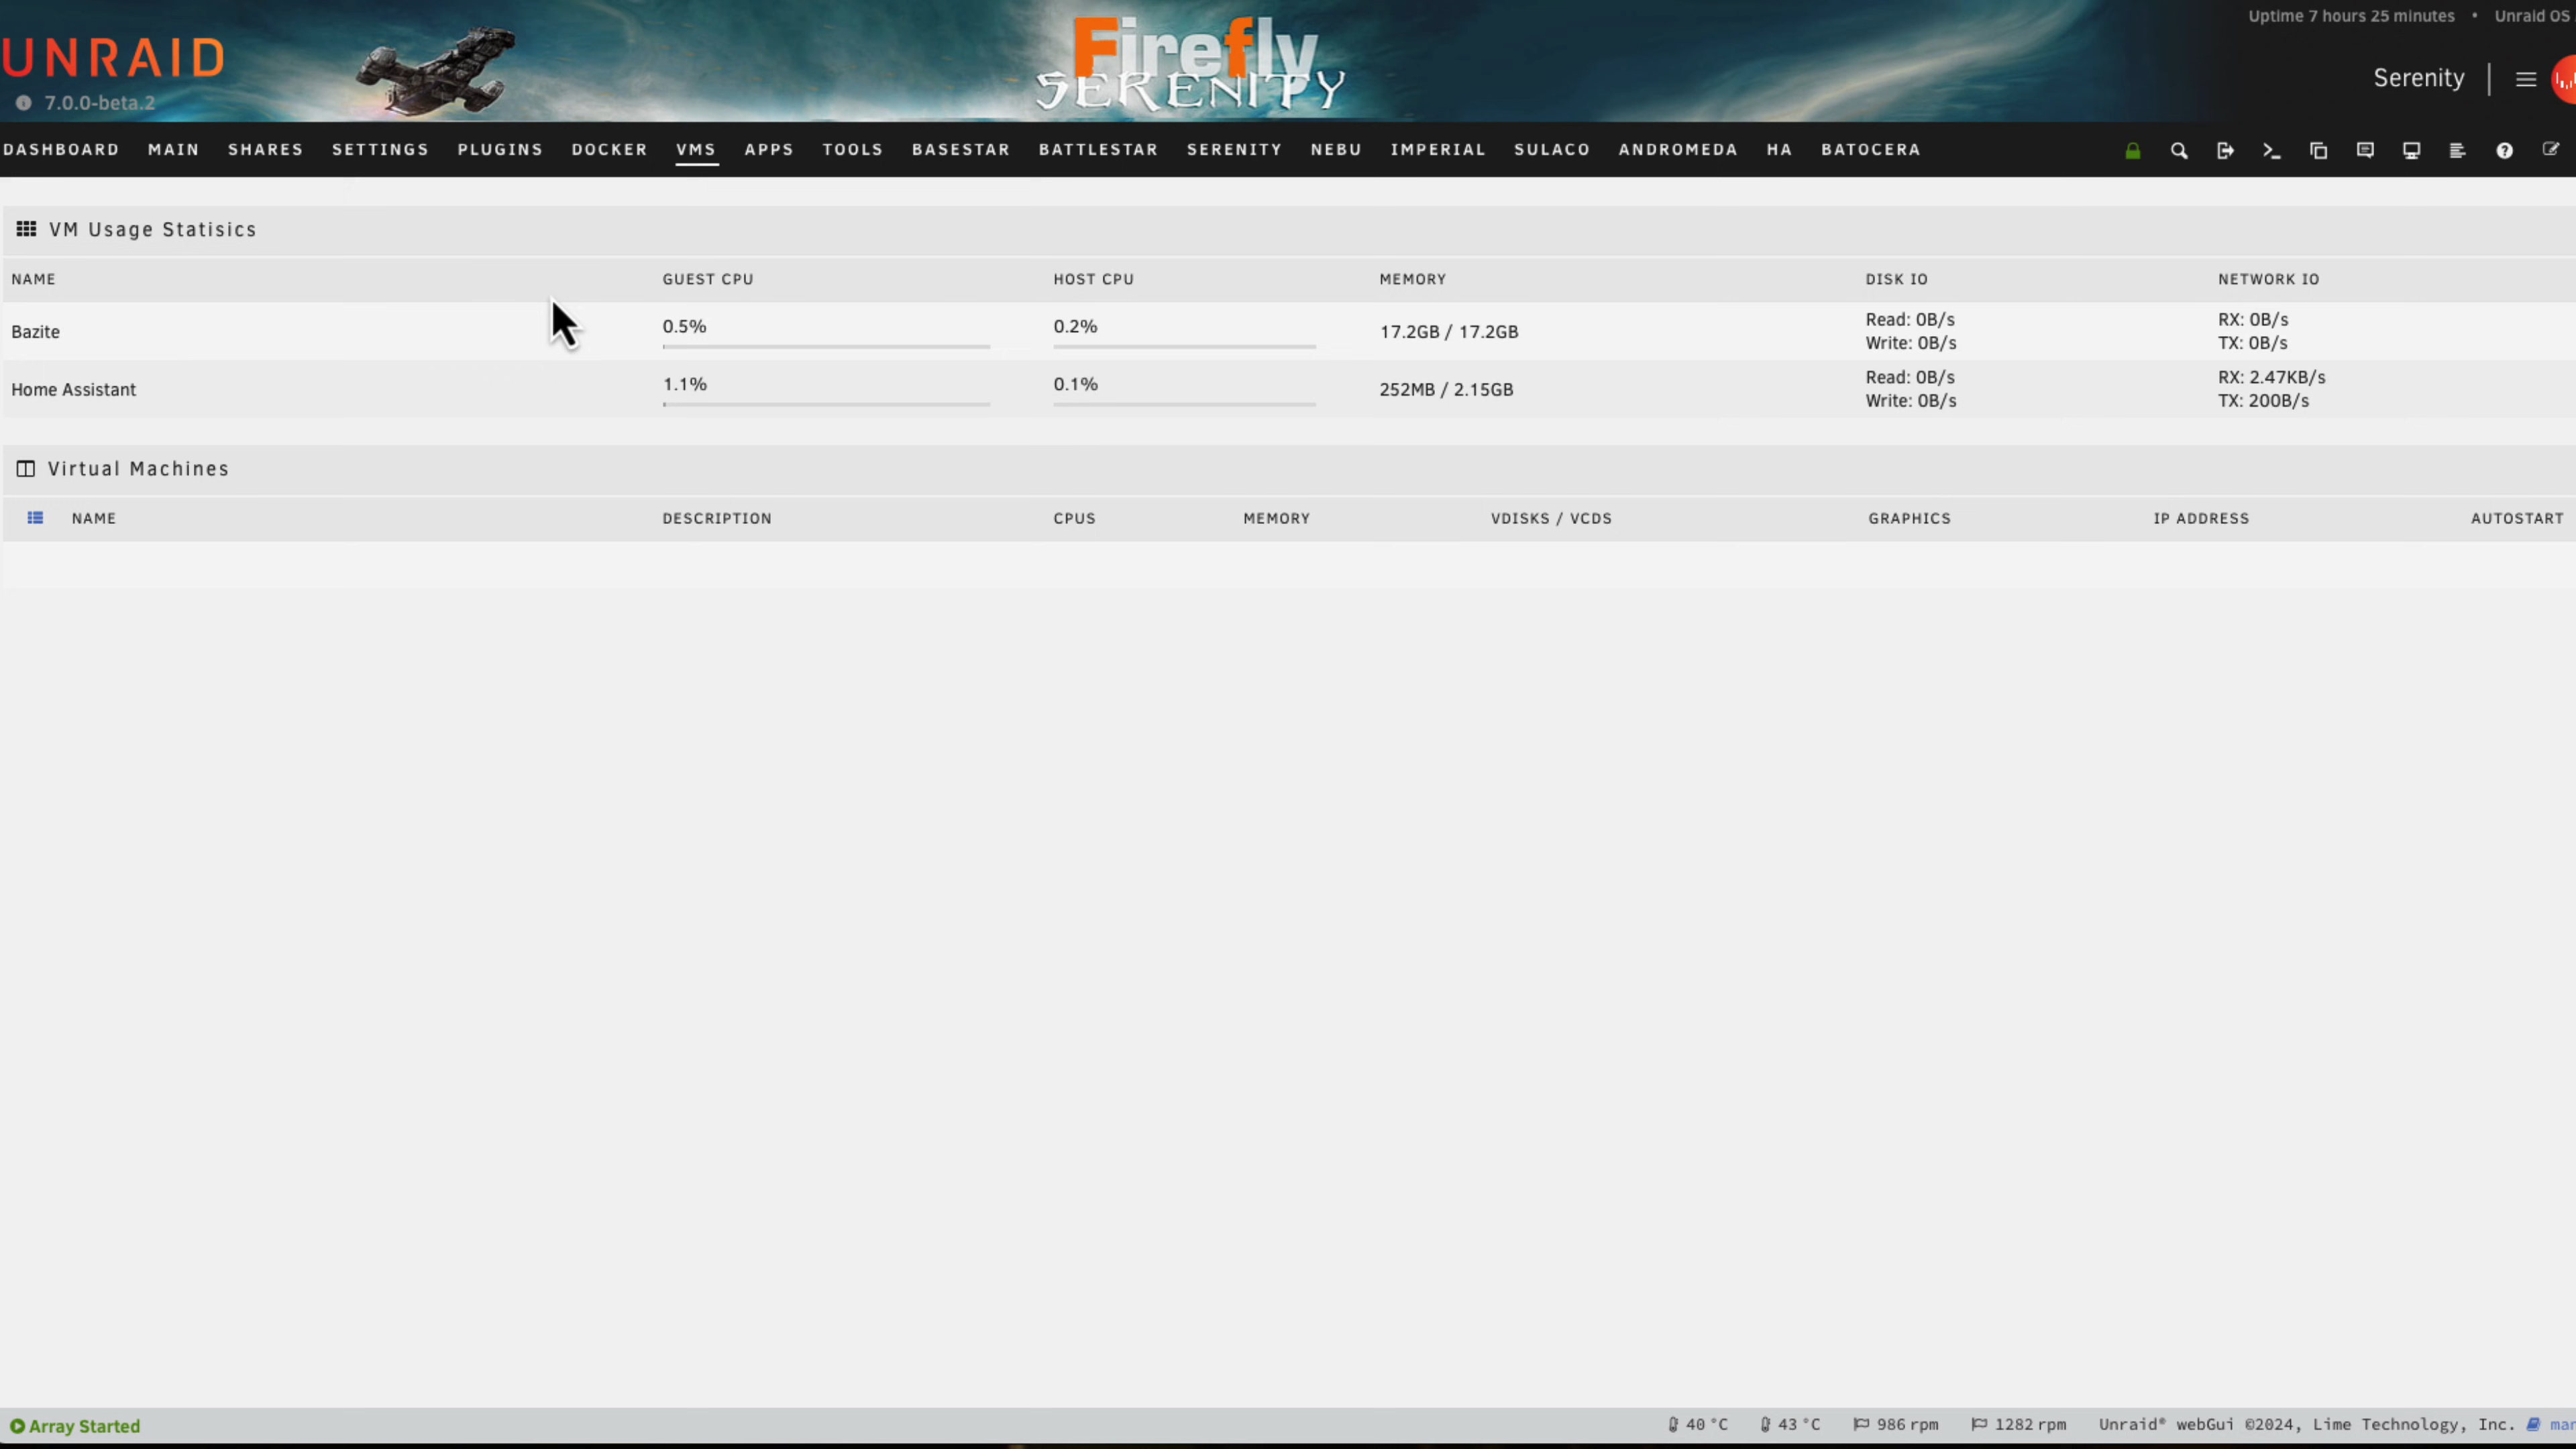 Uptime 7 hours 25 minutes • Unraid OS
Firefly
SERENITY
UNRAID
7.0.0-beta.2
Serenity
DASHBOARD MAIN SHARES SETTINGS PLUGINS DOCKER VMS APPS TOOLS BASESTAR BATTLESTAR SERENITY NEBU IMPERIAL SULACO ANDROMEDA HA BATOCERA
VM Usage Statisics
NAME GUEST CPU HOST CPU MEMORY DISK IO NETWORK IO
Bazite 0.5% 0.2% 17.2GB / 17.2GB Read: 0B/s RX: 0B/s
Write: 0B/s TX: 0B/s
Home Assistant 1.1% 0.1% 252MB / 2.15GB Read: 0B/s RX: 2.47KB/s
Write: 0B/s TX: 200B/s
Virtual Machines
NAME DESCRIPTION CPUS MEMORY VDISKS / VCDS GRAPHICS IP ADDRESS AUTOSTART
Array Started 40 °C 43 °C 986 rpm 1282 rpm Unraid® webGui ©2024, Lime Technology, Inc.